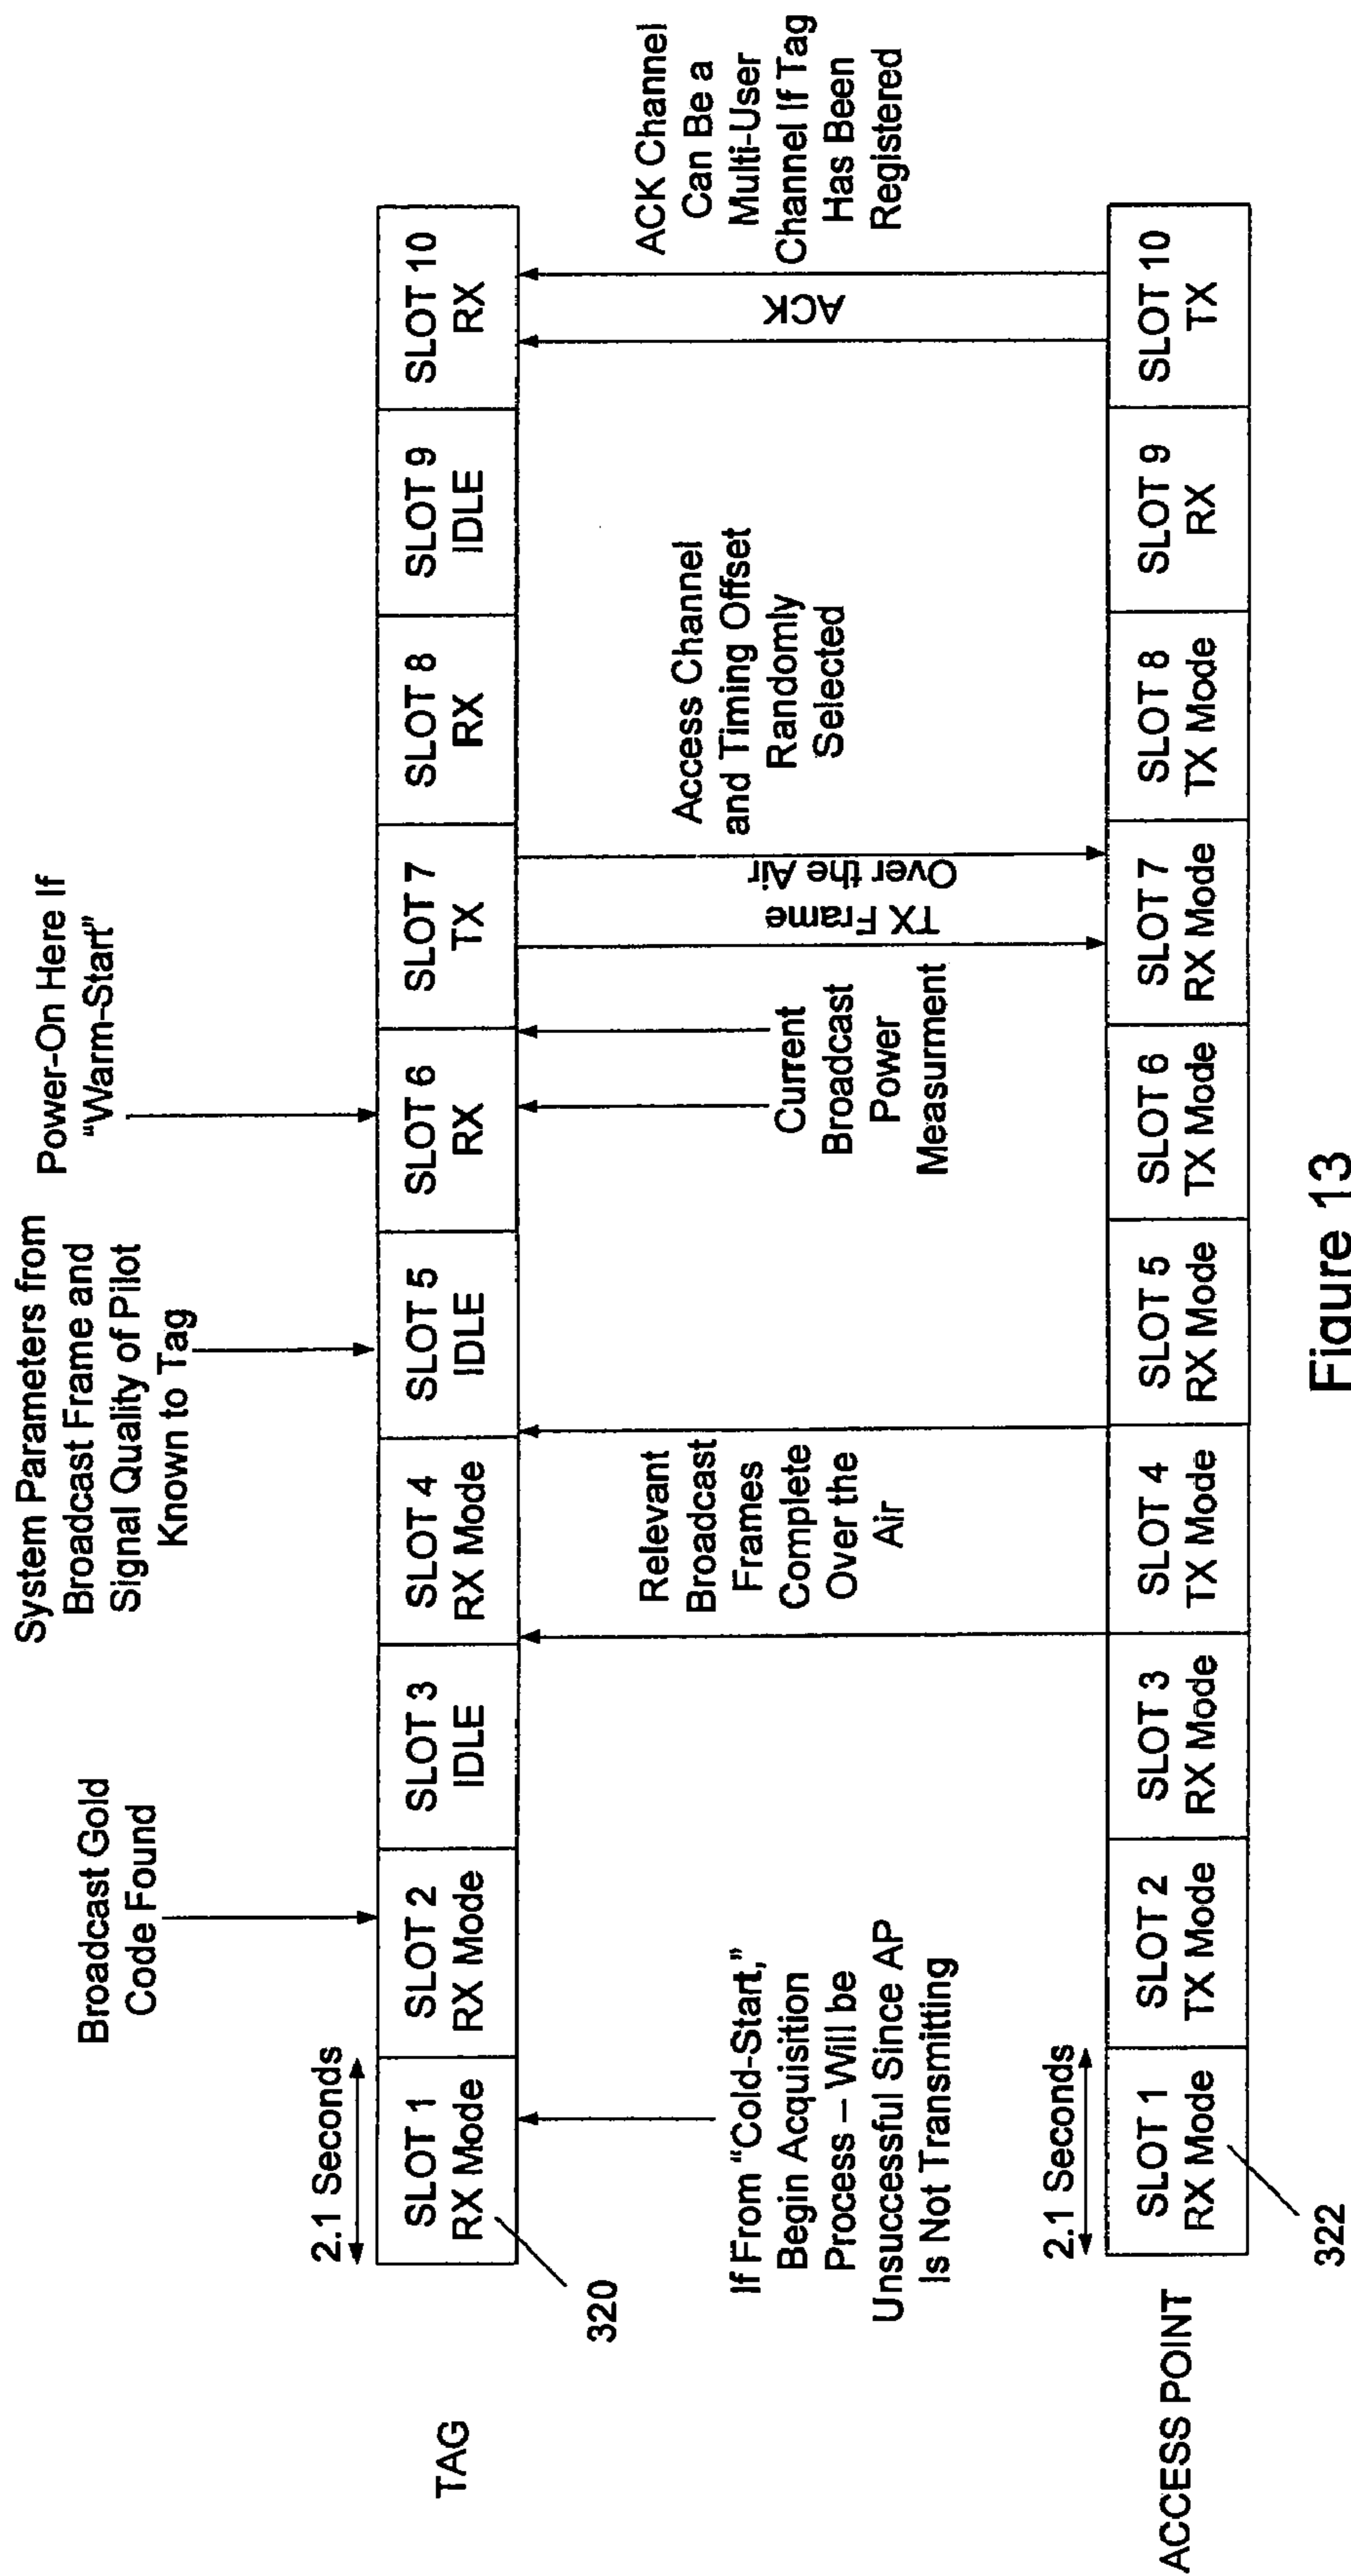 System Parameters from
Broadcast Frame and
Signal Quality of Pilot
Known to Tag
Broadcast Gold
Code Found
Power-On Here If
"Warm-Start"
2.1 Seconds
TAG
SLOT 1
RX Mode
SLOT 2
RX Mode
SLOT 3
IDLE
SLOT 4
RX Mode
SLOT 5
IDLE
SLOT 6
RX
SLOT 7
TX
SLOT 8
RX
SLOT 9
IDLE
SLOT 10
RX
320
If From "Cold-Start,"
Begin Acquisition
Process – Will be
Unsuccessful Since AP
Is Not Transmitting
Relevant
Broadcast
Frames
Complete
Over the
Air
Current
Broadcast
Power
Measurment
TX Frame
Over the Air
Access Channel
and Timing Offset
Randomly
Selected
ACK
ACK Channel
Can Be a
Multi-User
Channel If Tag
Has Been
Registered
2.1 Seconds
ACCESS POINT
SLOT 1
RX Mode
SLOT 2
TX Mode
SLOT 3
RX Mode
SLOT 4
TX Mode
SLOT 5
RX Mode
SLOT 6
TX Mode
SLOT 7
RX Mode
SLOT 8
TX Mode
SLOT 9
RX
SLOT 10
TX
322
Figure 13